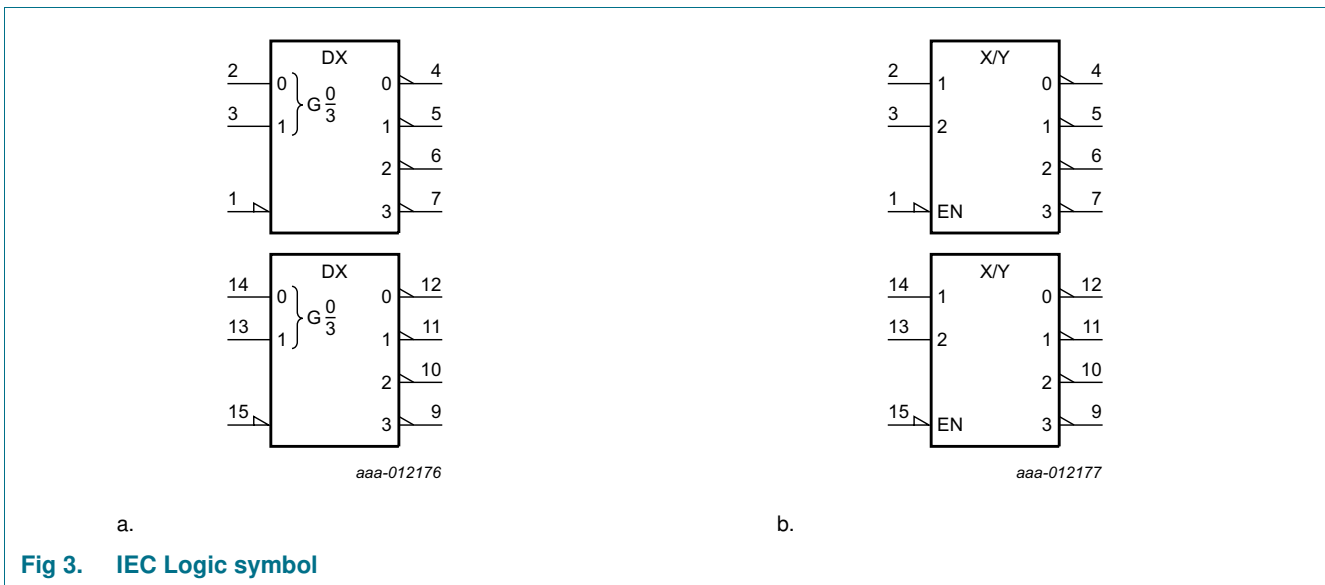 DX X/Y
2 0 0 4 2 1 0 4
G 0/3
3 1 1 5 3 2 1 5
2 6 2 6
1 3 7 1 EN 3 7
DX X/Y
14 0 0 12 14 1 0 12
G 0/3
13 1 1 11 13 2 1 11
2 10 2 10
15 3 9 15 EN 3 9
aaa-012176 aaa-012177
a. b.
Fig 3. IEC Logic symbol